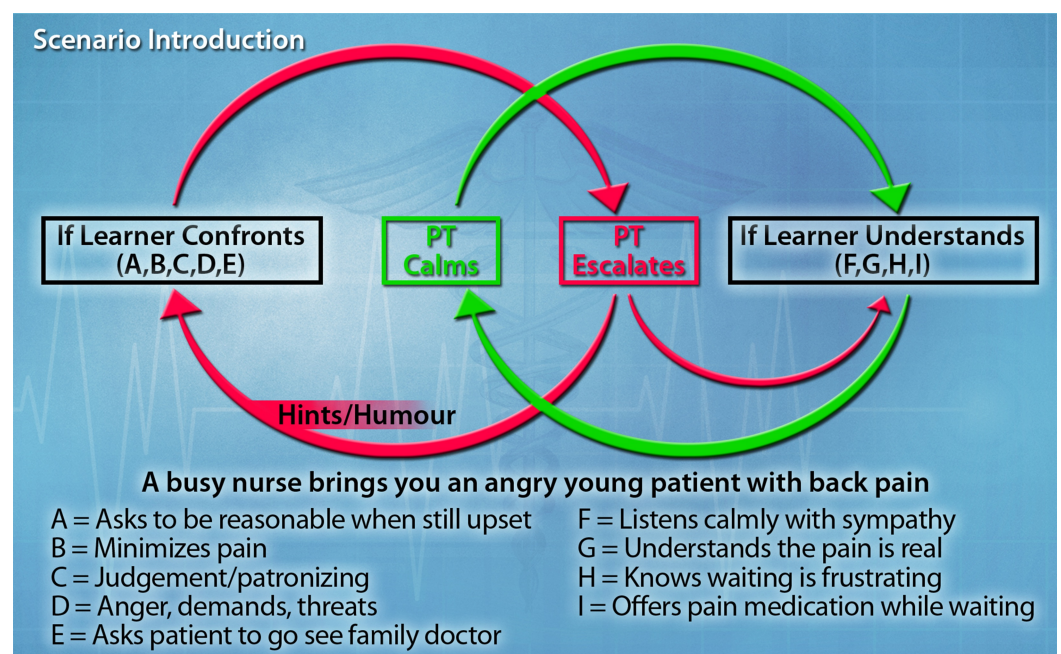 Scenario Introduction
If Learner Confronts
(A,B,C,D,E)
PT
Calms
PT
Escalates
If Learner Understands
(F,G,H,I)
Hints/Humour
A busy nurse brings you an angry young patient with back pain
A = Asks to be reasonable when still upset
B = Minimizes pain
C = Judgement/patronizing
D = Anger, demands, threats
E = Asks patient to go see family doctor
F = Listens calmly with sympathy
G = Understands the pain is real
H = Knows waiting is frustrating
I = Offers pain medication while waiting